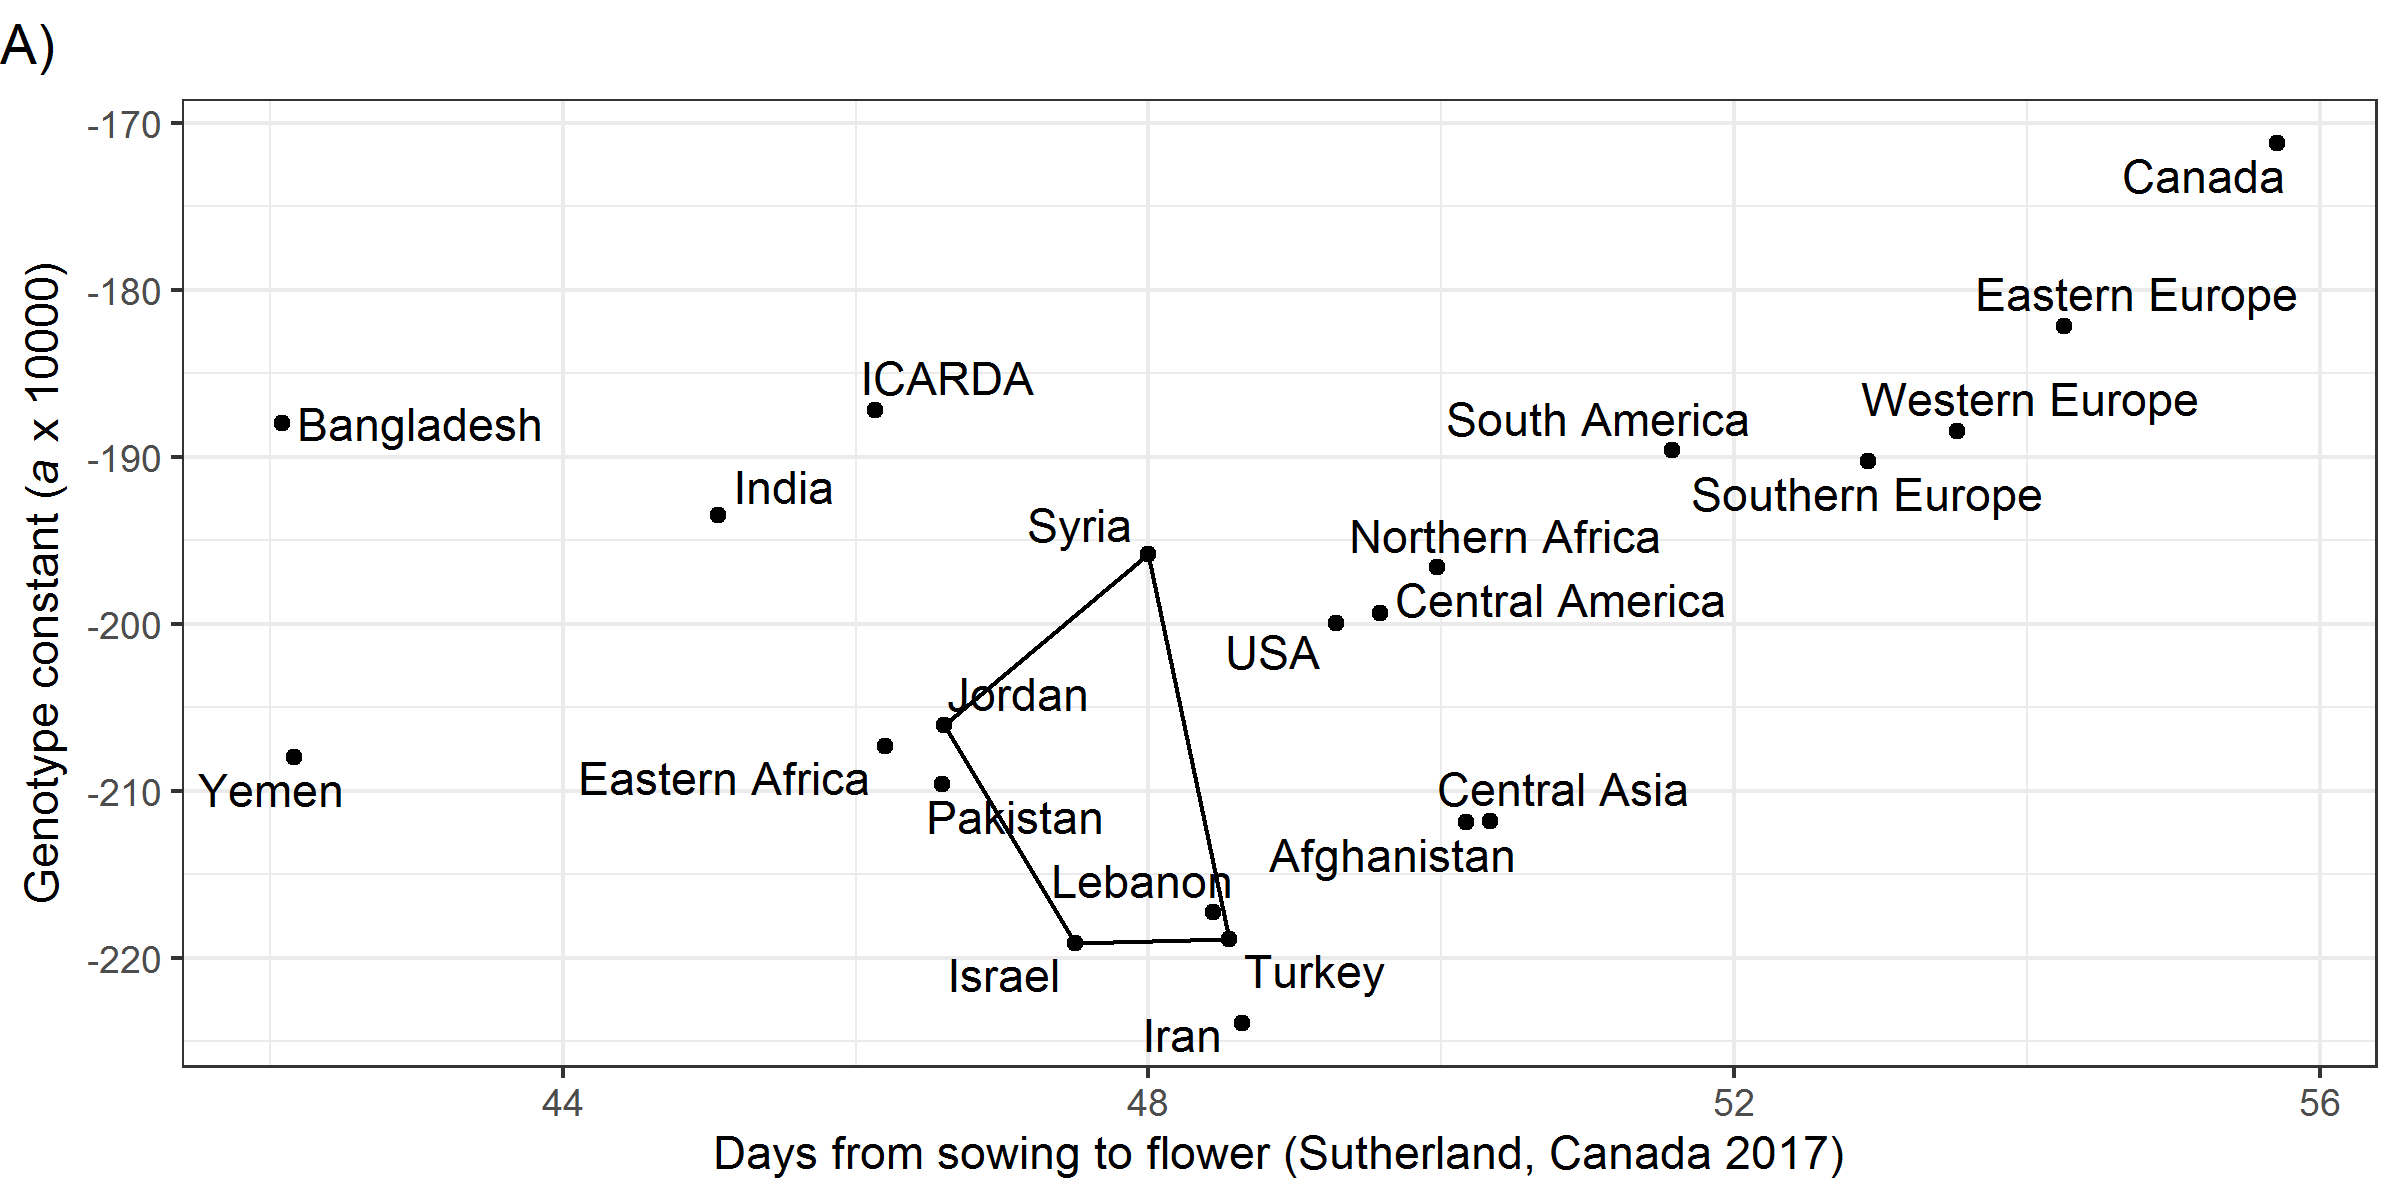 A)
Genotype constant (a x 10000)
-170
-180
-190
-200
-210
-220
Canada
Eastern Europe
ICARDA
Western Europe
Bangladesh
South America
India
Southern Europe
Syria
Northern Africa
Central America
USA
Jordan
Eastern Africa
Yemen
Central Asia
Pakistan
Afghanistan
Lebanon
Israel
Turkey
Iran
44
48
52
56
Days from sowing to flower (Sutherland, Canada 2017)